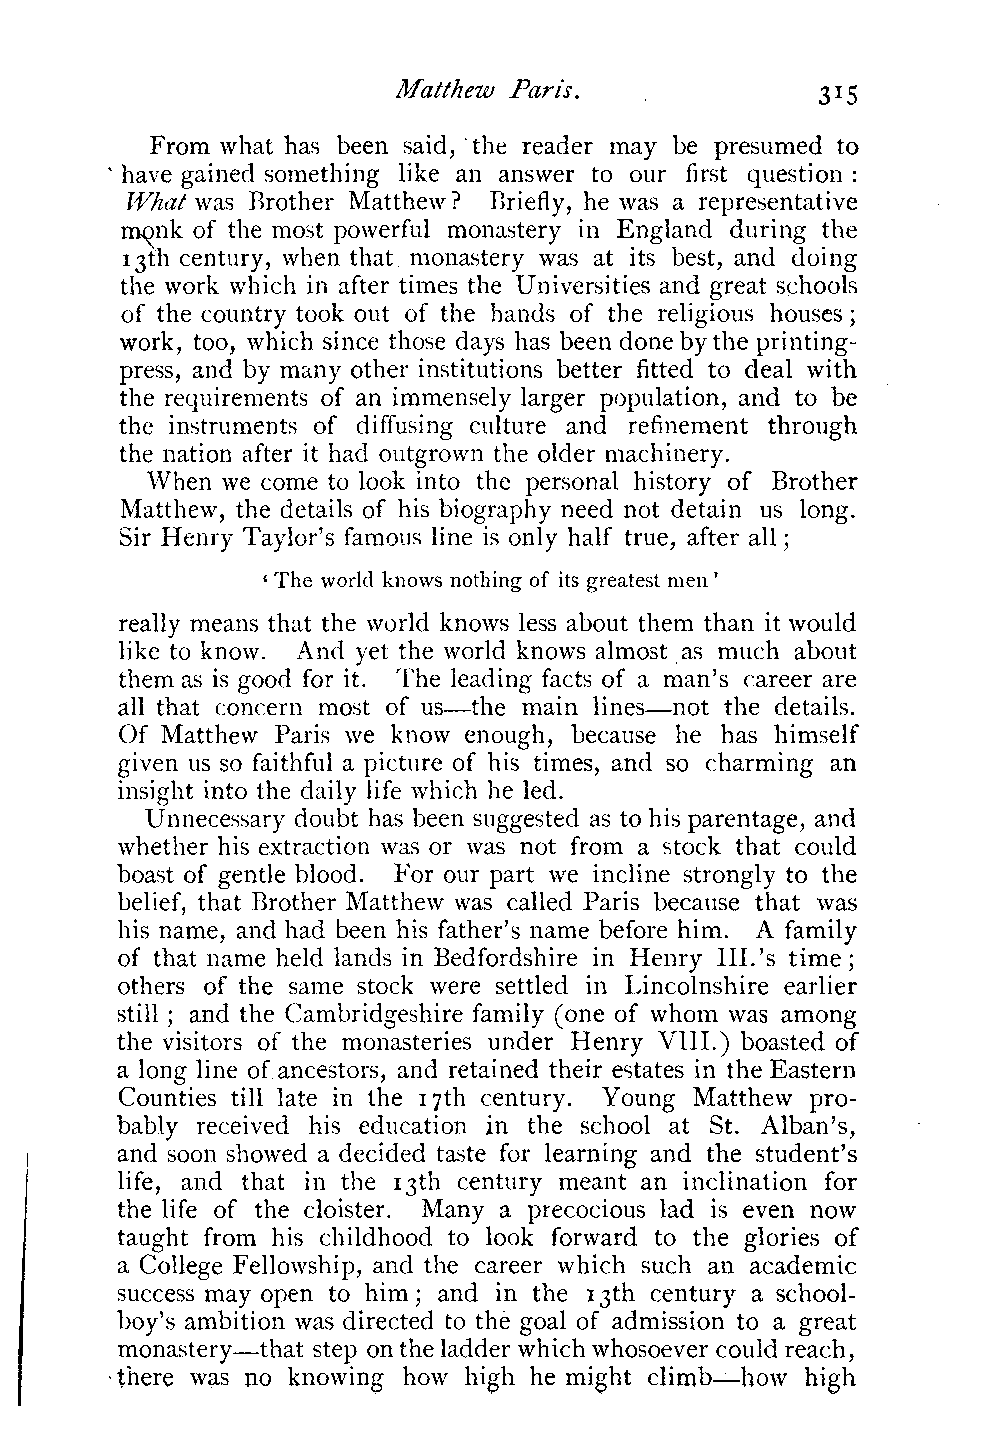 Matthew Paris. 315
From what has been said, the reader may be presumed to
have gained something like an answer to our first question :
What was Brother Matthew? Briefly, he was a representative
monk of the most powerful monastery in England during the
13th century, when that monastery was at its best, and doing
the work which in after times the Universities and great schools
of the country took out of the hands of the religious houses ;
work, too, which since those days has been done by the printing-
press, and by many other institutions better fitted to deal with
the requirements of an immensely larger population, and to be
the instruments of diffusing culture and refinement through
the nation after it had outgrown the older machinery.
When we come to look into the personal history of Brother
Matthew, the details of his biography need not detain us long.
Sir Henry Taylor's famous line is only half true, after all ;
‘ The world knows nothing of its greatest men ’
really means that the world knows less about them than it would
like to know. And yet the world knows almost as much about
them as is good for it. The leading facts of a man's career are
all that concern most of us—the main lines—not the details.
Of Matthew Paris we know enough, because he has himself
given us so faithful a picture of his times, and so charming an
insight into the daily life which he led.
Unnecessary doubt has been suggested as to his parentage, and
whether his extraction was or was not from a stock that could
boast of gentle blood. For our part we incline strongly to the
belief, that Brother Matthew was called Paris because that was
his name, and had been his father's name before him. A family
of that name held lands in Bedfordshire in Henry III.'s time ;
others of the same stock were settled in Lincolnshire earlier
still ; and the Cambridgeshire family (one of whom was among
the visitors of the monasteries under Henry VIII.) boasted of
a long line of ancestors, and retained their estates in the Eastern
Counties till late in the 17th century. Young Matthew pro-
bably received his education in the school at St. Alban's,
and soon showed a decided taste for learning and the student's
life, and that in the 13th century meant an inclination for
the life of the cloister. Many a precocious lad is even now
taught from his childhood to look forward to the glories of
a College Fellowship, and the career which such an academic
success may open to him ; and in the 13th century a school-
boy's ambition was directed to the goal of admission to a great
monastery—that step on the ladder which whosoever could reach,
there was no knowing how high he might climb—how high